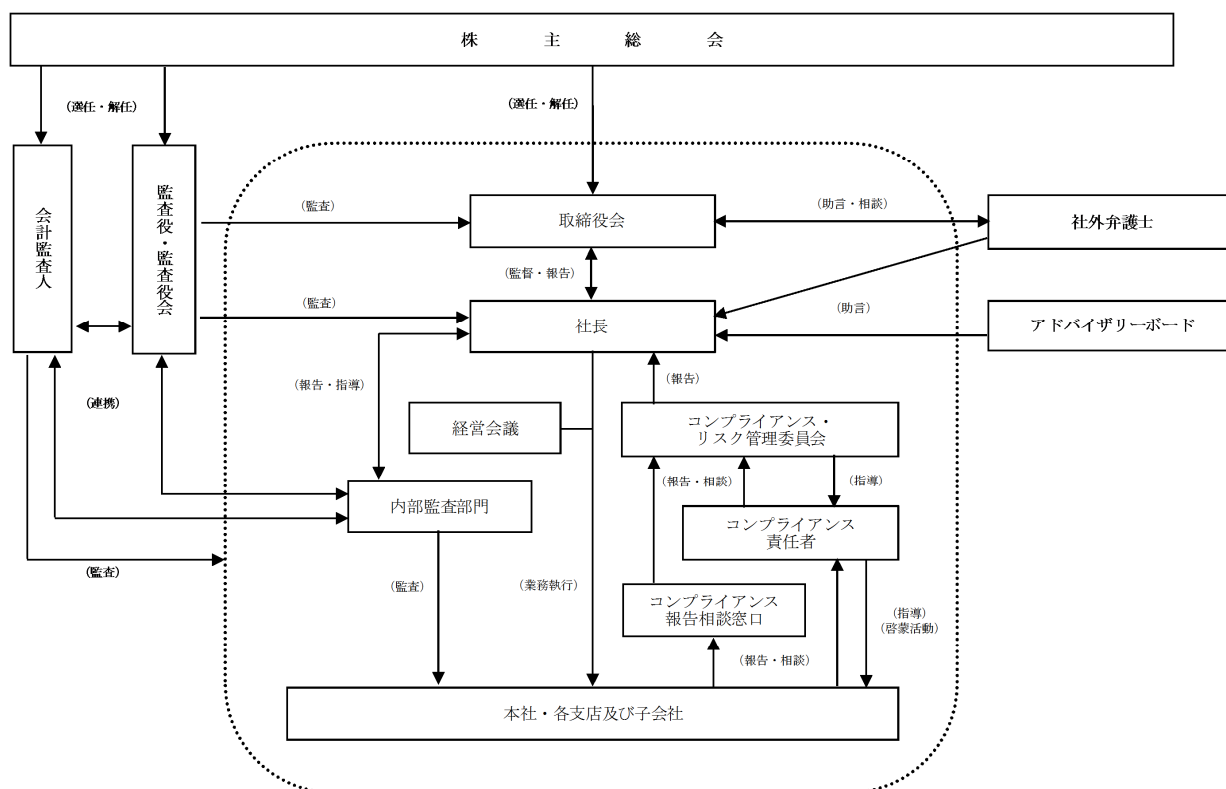 株主総会
（選任・解任）
（選任・解任）
会計監査人
監査役・監査役会
（監査）
取締役会
（助言・相談）
社外弁護士
（監督・報告）
（監査）
社長
（助言）
アドバイザリーボード
（報告・指導）
（報告）
（連携）
経営会議
コンプライアンス・
リスク管理委員会
（報告・相談）
（指導）
内部監査部門
コンプライアンス
責任者
（監査）
（監査）
（業務執行）
コンプライアンス
報告相談窓口
（指導）
（啓蒙活動）
（報告・相談）
本社・各支店及び子会社